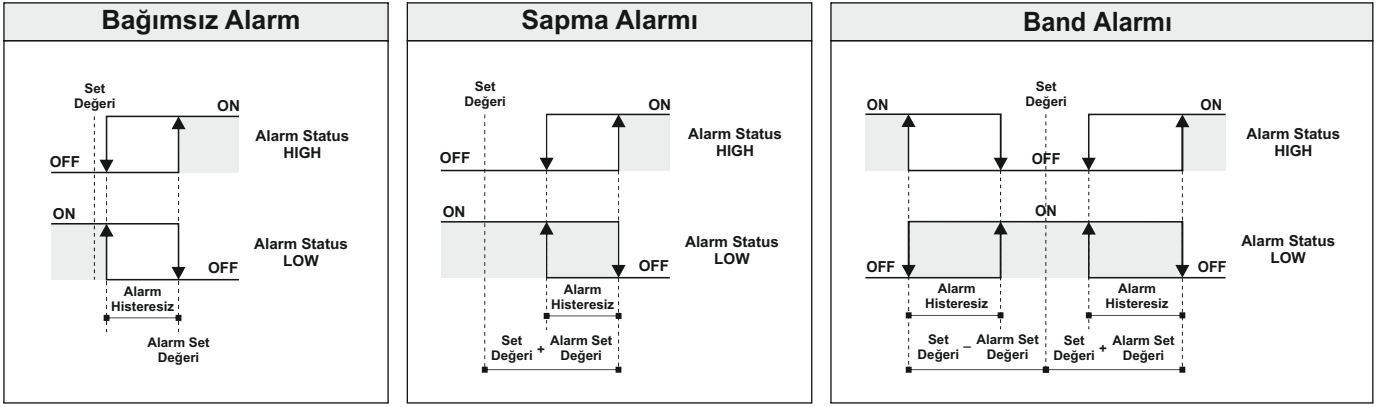 Bağımsız Alarm
Set
Değeri
ON
OFF
Alarm Status
HIGH
ON
OFF
Alarm Status
LOW
Alarm
Histeresiz
Alarm Set
Değeri
Sapma Alarmı
Set
Değeri
ON
OFF
Alarm Status
HIGH
ON
OFF
Alarm Status
LOW
Alarm
Histeresiz
Set
Değeri
+
Alarm Set
Değeri
Band Alarmı
Set
Değeri
ON
ON
OFF
Alarm Status
HIGH
ON
OFF
OFF
Alarm Status
LOW
Alarm
Histeresiz
Alarm
Histeresiz
Set
Değeri
–
Alarm Set
Değeri
Set
Değeri
+
Alarm Set
Değeri